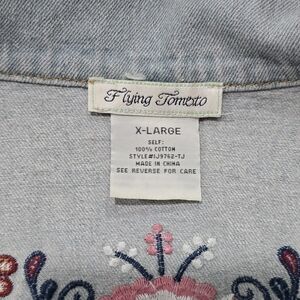 Flying Tomato
X-LARGE
SELF:
100% COTTON
STYLE#IJ9762-TJ
MADE IN CHINA
SEE REVERSE FOR CARE